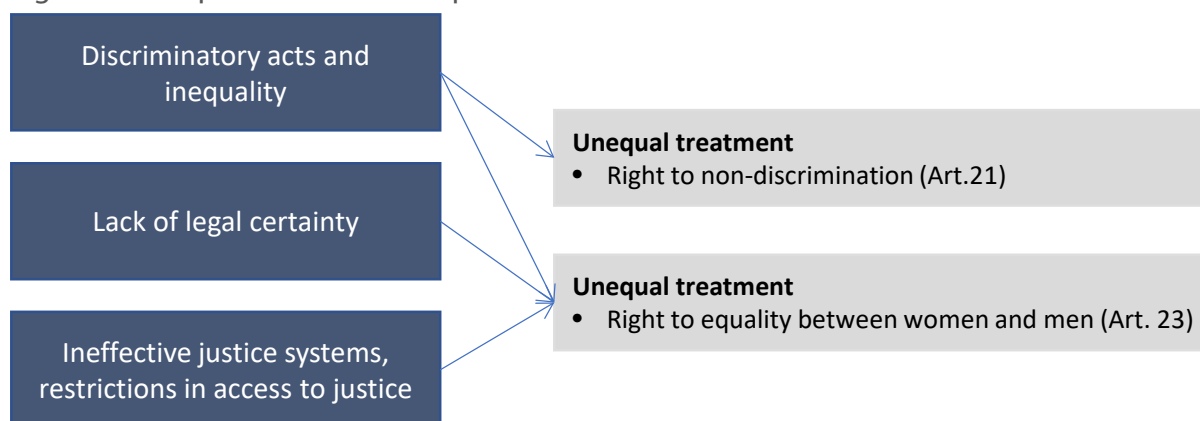 Discriminatory acts and
inequality
Unequal treatment
• Right to non-discrimination (Art.21)
Lack of legal certainty
Unequal treatment
• Right to equality between women and men (Art. 23)
Ineffective justice systems,
restrictions in access to justice